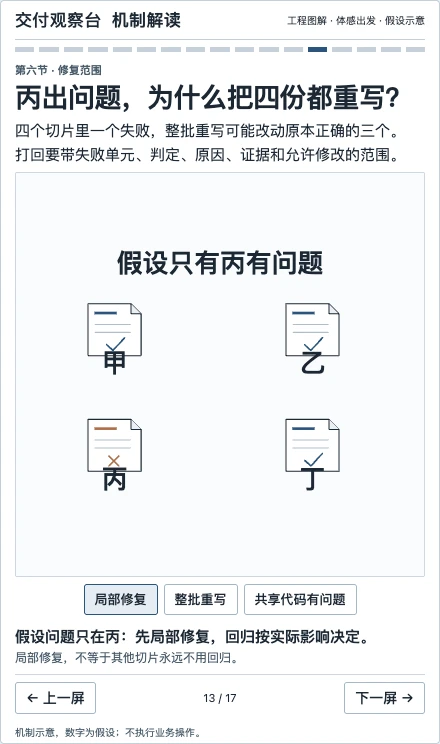 交付观察台 机制解读
工程图解 · 体感出发 · 假设示意
第六节 · 修复范围
丙出问题，为什么把四份都重写？
四个切片里一个失败，整批重写可能改动原本正确的三个。
打回要带失败单元、判定、原因、证据和允许修改的范围。
假设只有丙有问题
甲
乙
丙
丁
局部修复
整批重写
共享代码有问题
假设问题只在丙：先局部修复，回归按实际影响决定。
局部修复，不等于其他切片永远不用回归。
← 上一屏
13 / 17
下一屏 →
机制示意，数字为假设；不执行业务操作。